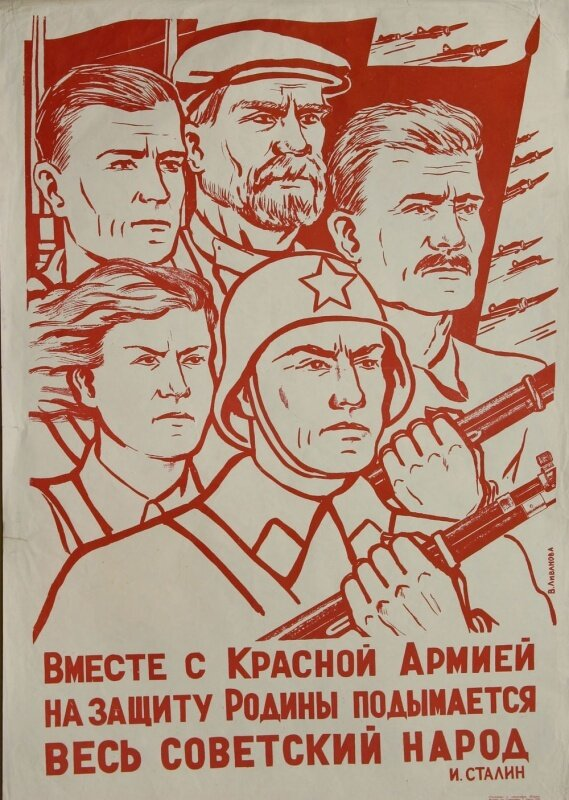 В. Ливанова
Вместе с Красной Армией
на защиту Родины подымается
весь советский народ
И. Сталин